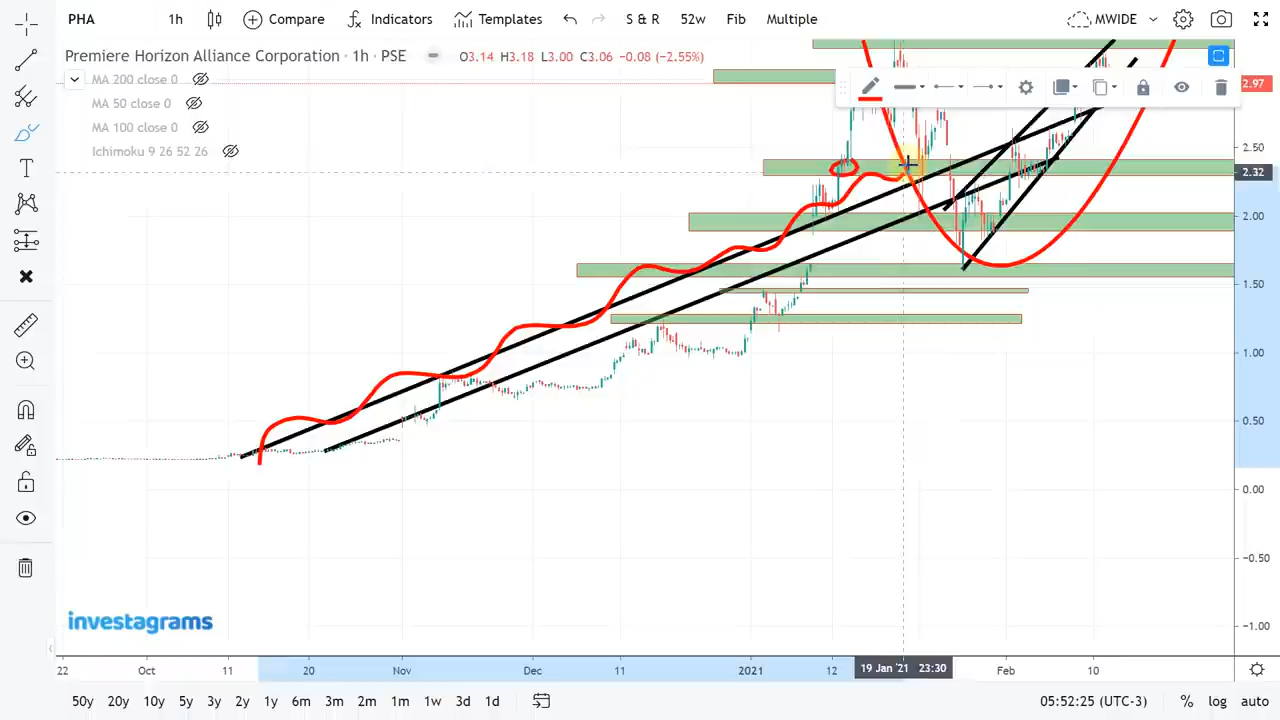 PHA 1h Compare Indicators Templates S & R 52w Fib Multiple MWIDE
Premiere Horizon Alliance Corporation · 1h · PSE O3.14 H3.18 L3.00 C3.06 −0.08 (−2.55%)
MA 200 close 0
MA 50 close 0
MA 100 close 0
Ichimoku 9 26 52 26
2.97
2.50
2.32
2.00
1.50
1.00
0.50
0.00
−0.50
−1.00
investagrams
22 Oct 11 20 Nov Dec 11 2021 12 19 Jan '21 23:30 Feb 10
50y 20y 10y 5y 3y 2y 1y 6m 3m 2m 1m 1w 3d 1d 05:52:25 (UTC-3) % log auto